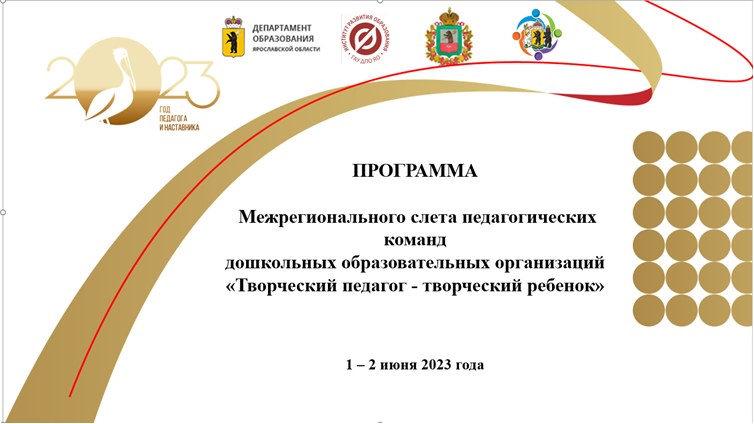 ДЕПАРТАМЕНТ
ОБРАЗОВАНИЯ
ЯРОСЛАВСКОЙ ОБЛАСТИ
ИНСТИТУТ РАЗВИТИЯ ОБРАЗОВАНИЯ
ГАУ ДПО ЯО
2023
ГОД
ПЕДАГОГА
И НАСТАВНИКА
ПРОГРАММА
Межрегионального слета педагогических
команд
дошкольных образовательных организаций
«Творческий педагог - творческий ребенок»
1 – 2 июня 2023 года